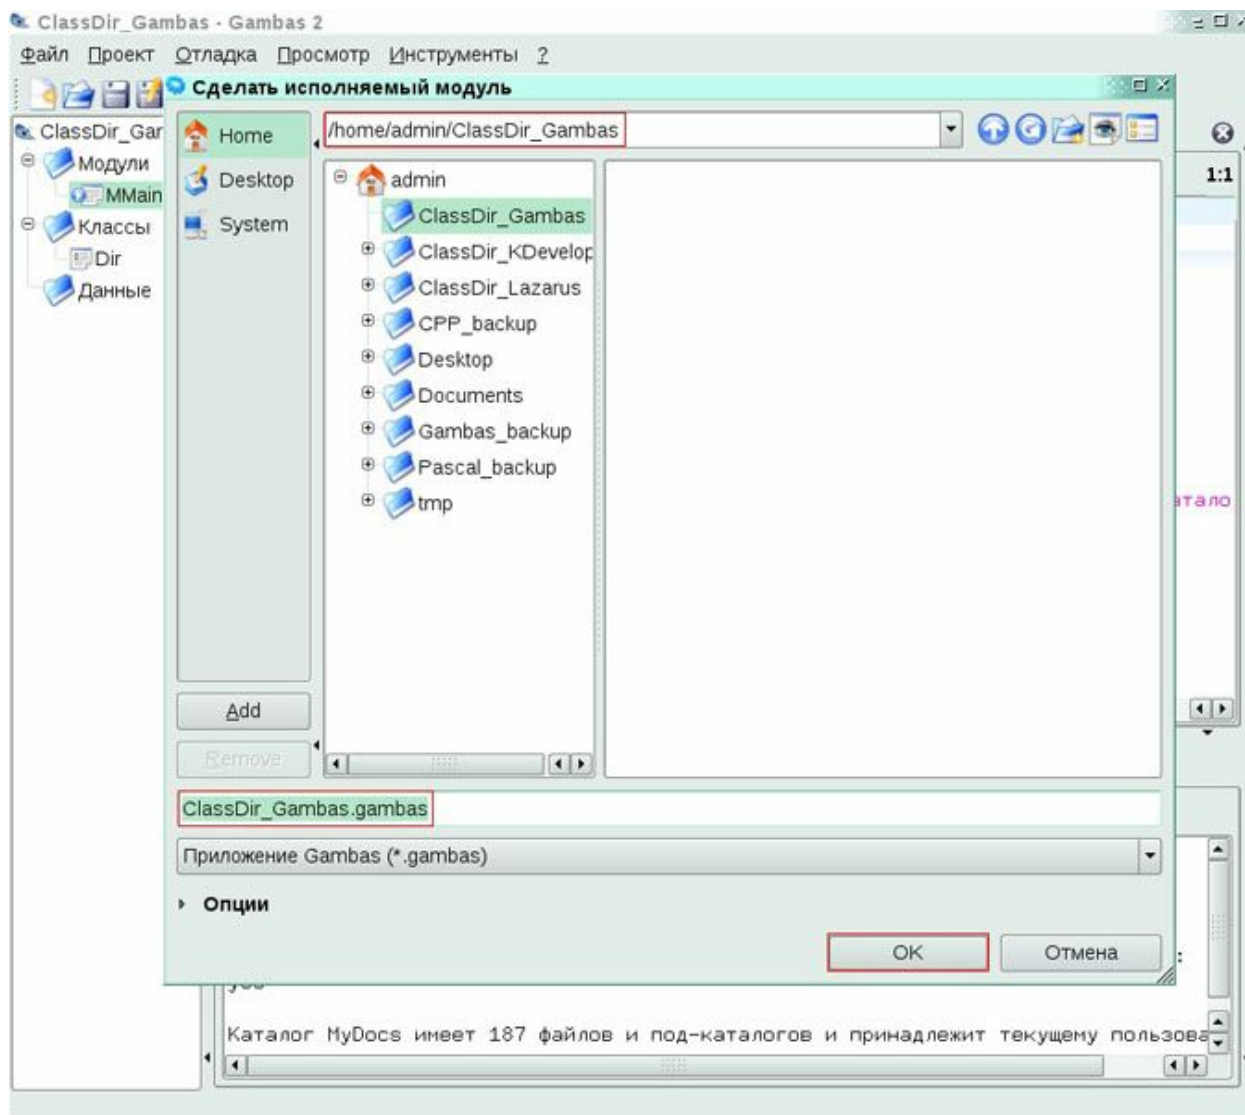 ClassDir_Gambas - Gambas 2
Файл Проект Отладка Просмотр Инструменты ?
Сделать исполняемый модуль
ClassDir_Gar
Модули
MMain
Классы
Dir
Данные
Home
Desktop
System
/home/admin/ClassDir_Gambas
1:1
admin
ClassDir_Gambas
ClassDir_KDevelop
ClassDir_Lazarus
CPP_backup
Desktop
Documents
Gambas_backup
Pascal_backup
tmp
атало
Add
Remove
ClassDir_Gambas.gambas
Приложение Gambas (*.gambas)
Опции
OK
Отмена
:
Каталог MyDocs имеет 187 файлов и под-каталогов и принадлежит текущему пользова